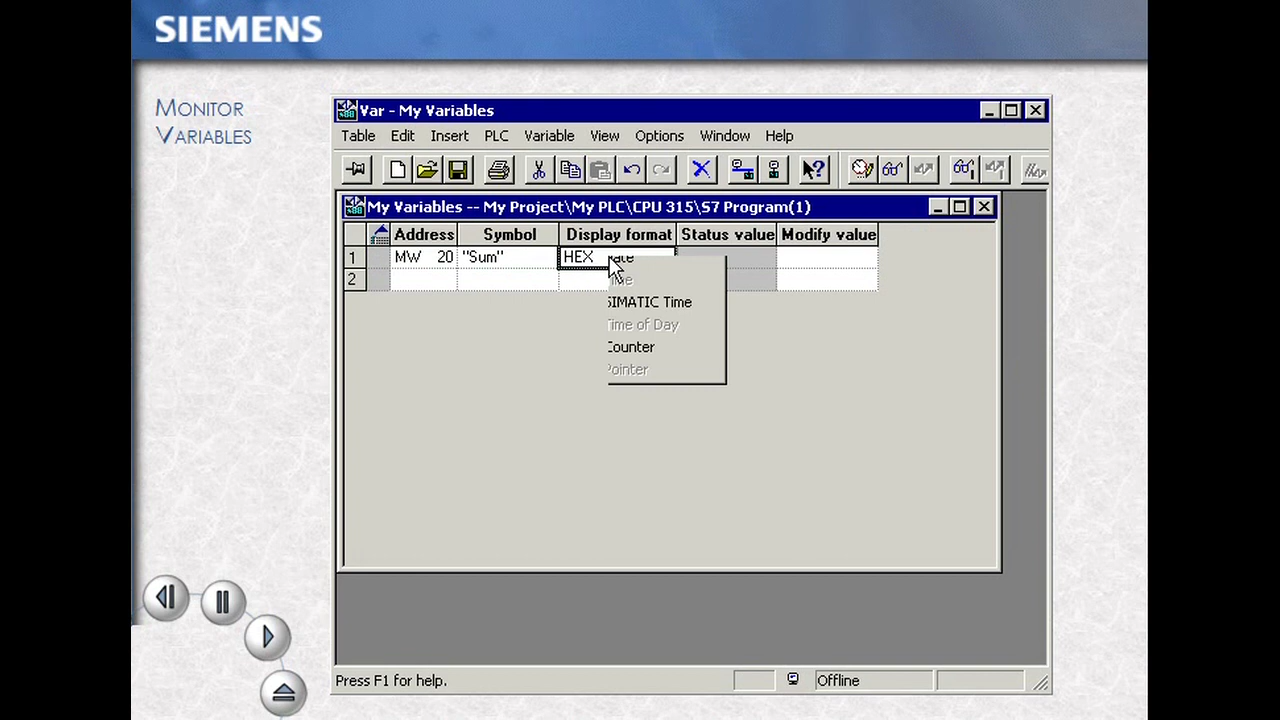 SIEMENS
MONITOR
VARIABLES
Var - My Variables
Table Edit Insert PLC Variable View Options Window Help
My Variables -- My Project\My PLC\CPU 315\S7 Program(1)
Address Symbol Display format Status value Modify value
1 MW 20 "Sum" HEX
2
SIMATIC Time
Time of Day
Counter
Pointer
Press F1 for help.
Offline